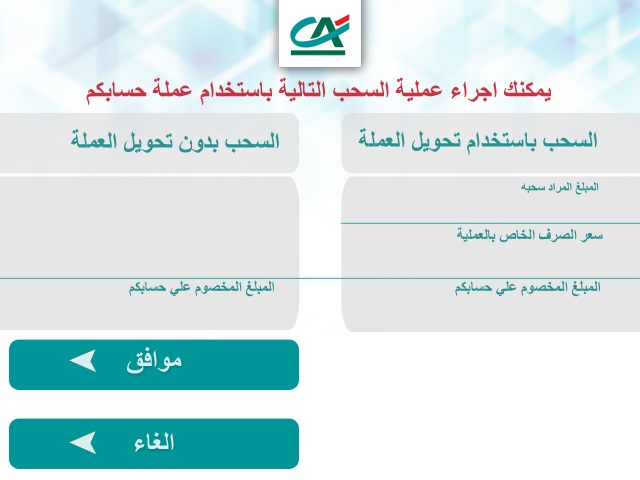 CA
يمكنك اجراء عملية السحب التالية باستخدام عملة حسابكم
السحب باستخدام تحويل العملة
المبلغ المراد سحبه
سعر الصرف الخاص بالعملية
المبلغ المخصوم علي حسابكم
السحب بدون تحويل العملة
المبلغ المخصوم علي حسابكم
موافق
الغاء